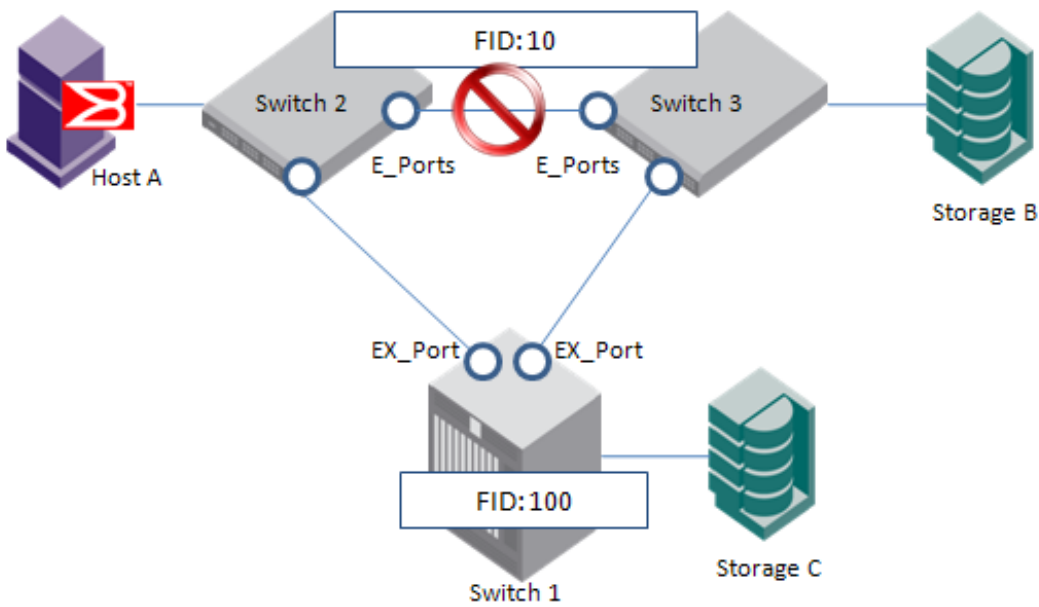 FID: 10
Switch 2
Switch 3
E_Ports
E_Ports
Host A
Storage B
EX_Port
EX_Port
FID: 100
Storage C
Switch 1